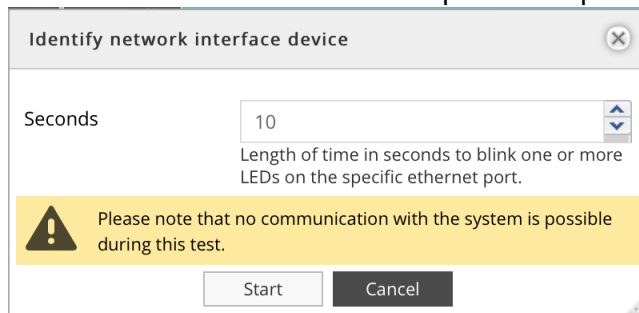 Identify network interface device
Seconds
10
Length of time in seconds to blink one or more
LEDs on the specific ethernet port.
Please note that no communication with the system is possible
during this test.
Start
Cancel